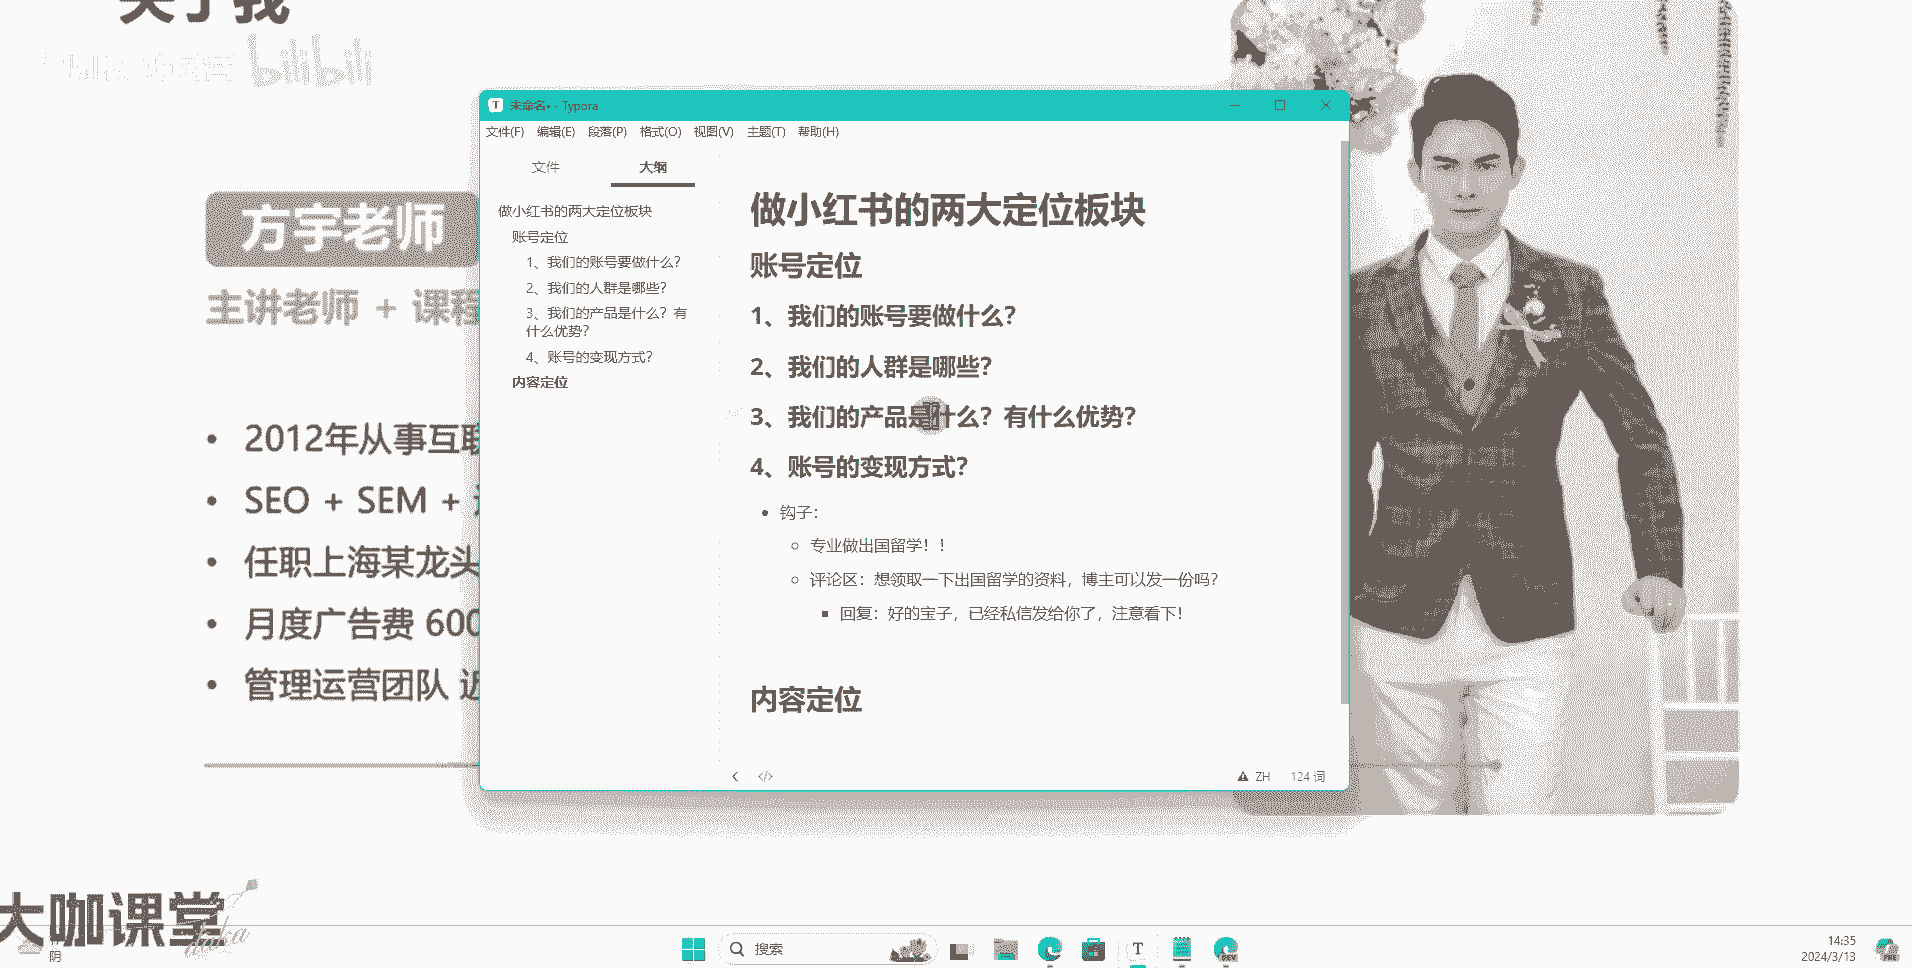 关于我
bilibili
未命名• - Typora
文件(F) 编辑(E) 段落(P) 格式(O) 视图(V) 主题(T) 帮助(H)
文件 大纲
做小红书的两大定位板块
账号定位
1、我们的账号要做什么?
2、我们的人群是哪些?
3、我们的产品是什么？有
什么优势?
4、账号的变现方式?
内容定位
做小红书的两大定位板块
账号定位
1、我们的账号要做什么?
2、我们的人群是哪些?
3、我们的产品是什么？有什么优势?
4、账号的变现方式?
钩子:
专业做出国留学！！
评论区：想领取一下出国留学的资料，博主可以发一份吗?
回复：好的宝子，已经私信发给你了，注意看下!
内容定位
ZH 124 词
方宇老师
主讲老师 + 课程
2012年从事互联
SEO + SEM +
任职上海某龙头
月度广告费 600
管理运营团队 近
大咖课堂
daka
阴
搜索
14:35
2024/3/13